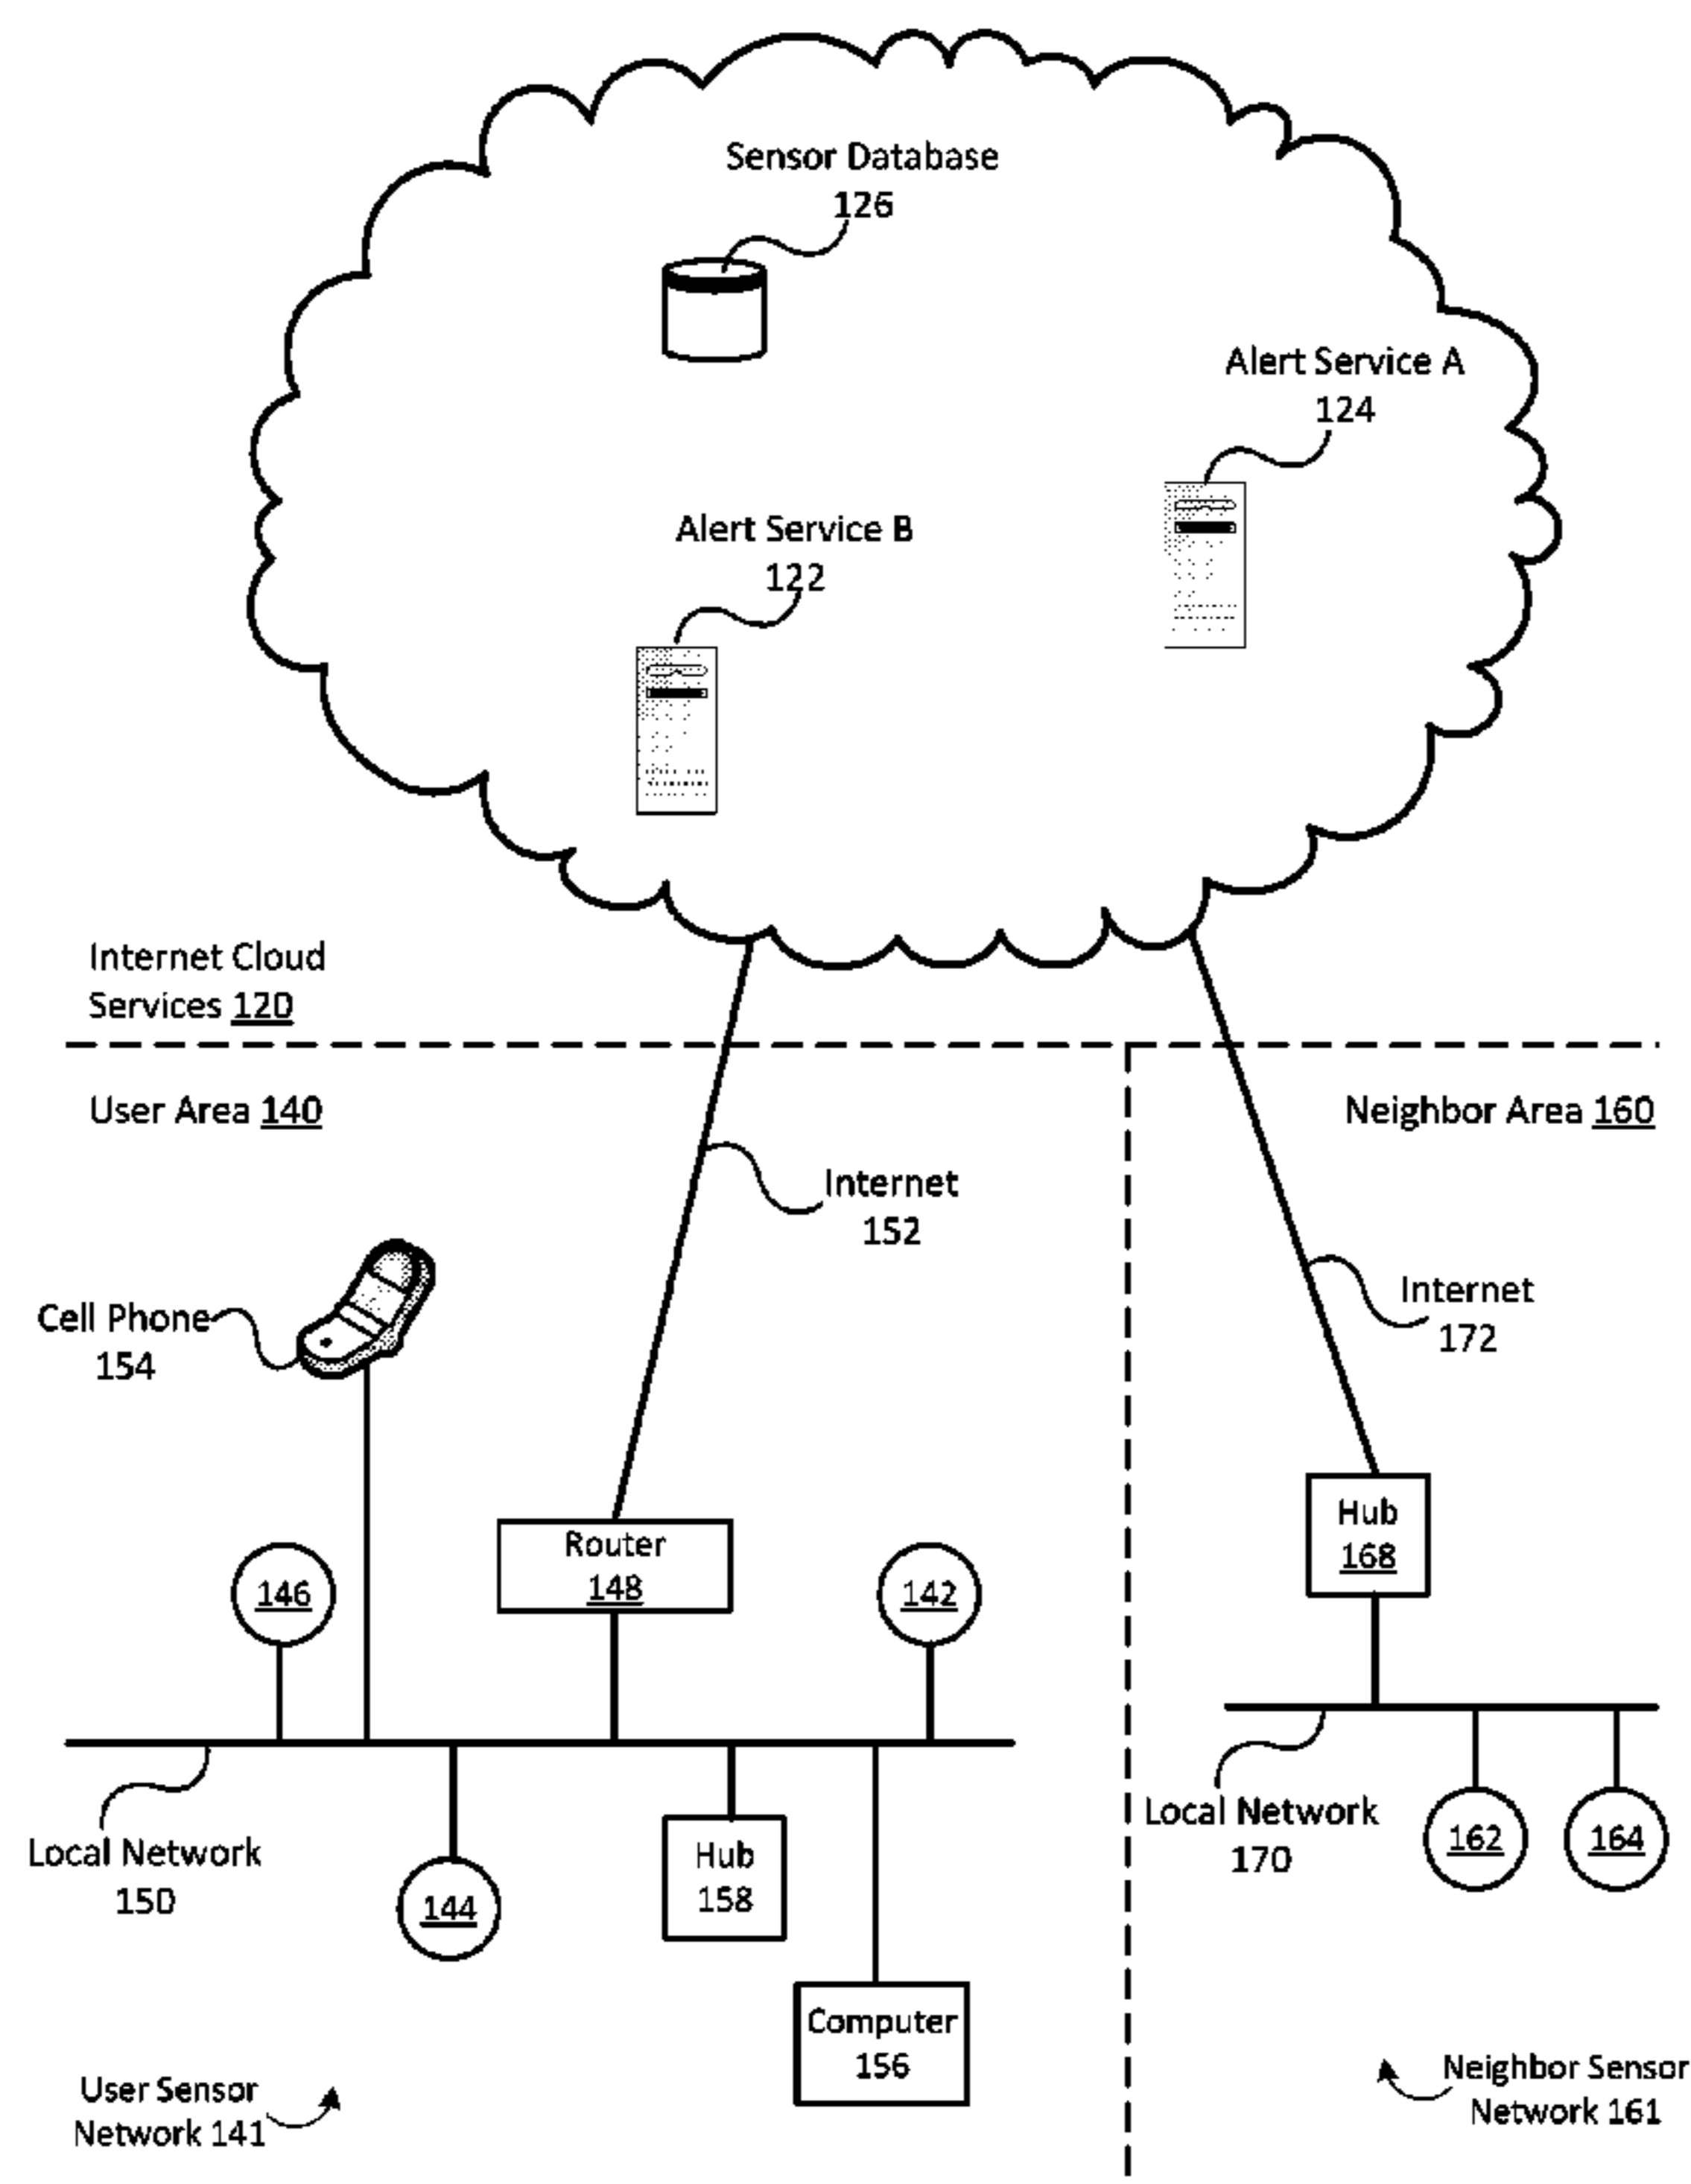 Sensor Database
126
Alert Service A
124
Alert Service B
122
Internet Cloud
Services 120
User Area 140
Neighbor Area 160
Internet
152
Internet
172
Cell Phone
154
Router
148
Hub
168
146
142
Local Network
150
144
Hub
158
Local Network
170
162
164
Computer
156
User Sensor
Network 141
Neighbor Sensor
Network 161